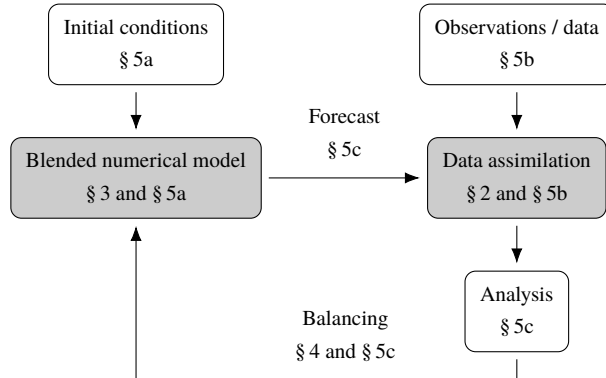 Initial conditions
§ 5a
Observations / data
§ 5b
Forecast
§ 5c
Blended numerical model
§ 3 and § 5a
Data assimilation
§ 2 and § 5b
Analysis
§ 5c
Balancing
§ 4 and § 5c